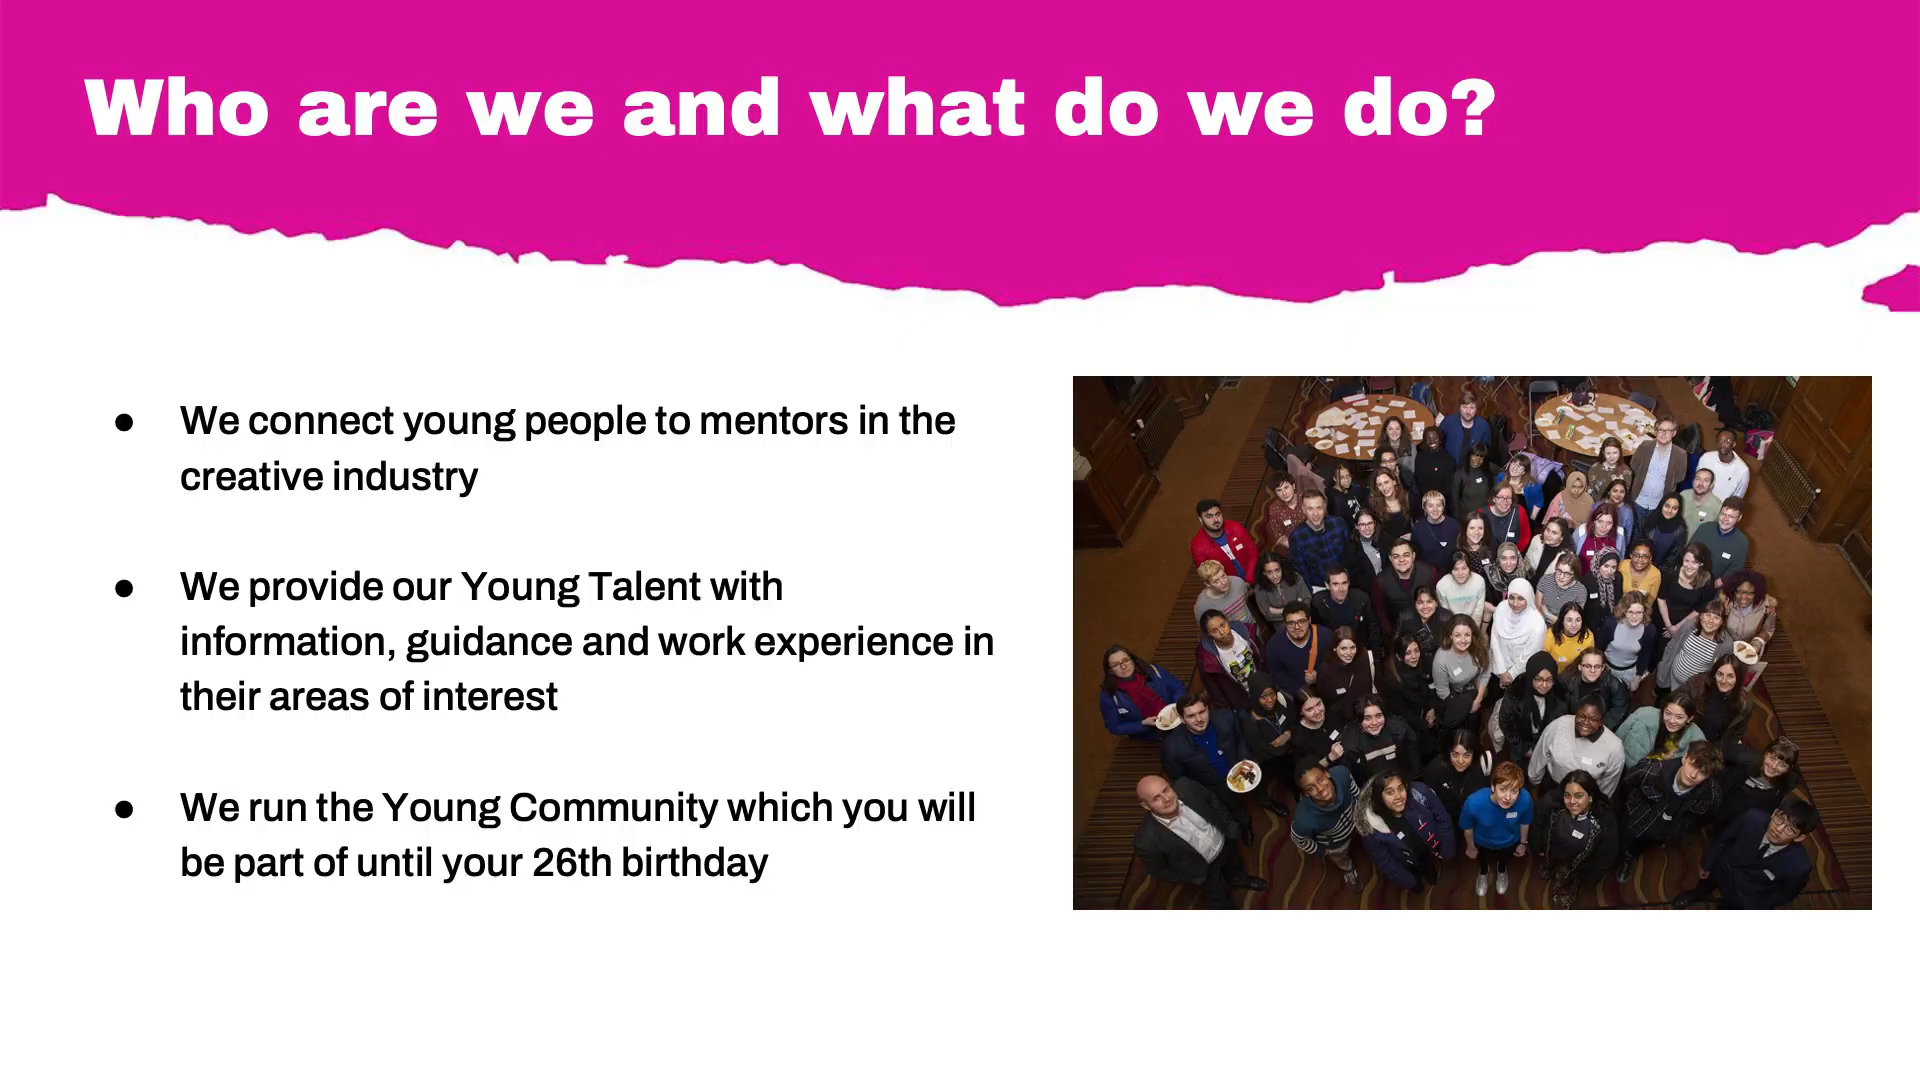 Who are we and what do we do?
● We connect young people to mentors in the
creative industry
● We provide our Young Talent with
information, guidance and work experience in
their areas of interest
● We run the Young Community which you will
be part of until your 26th birthday